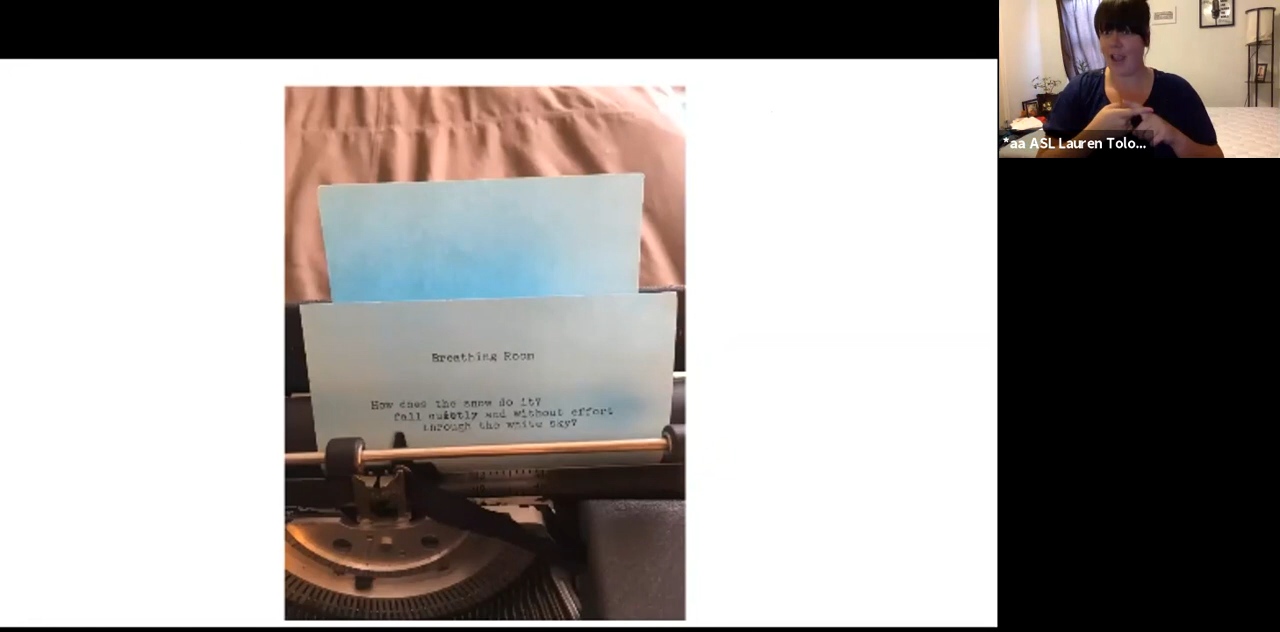 Breathing Room
How does the snow do it?
fall quietly and without effort
through the white sky?
*aa ASL Lauren Tolo...